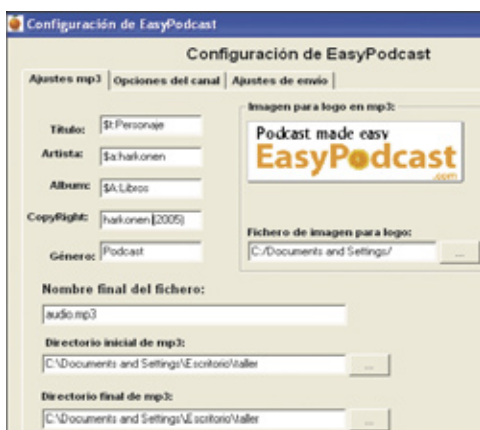 Configuración de EasyPodcast
Configuración de EasyPodcast
Ajustes mp3 Opciones del canal Ajustes de envío
Imagen para logo en mp3:
Título: $t:Personaje
Podcast made easy
Artista: $a:harkonen
EasyPodcast
.com
Album: $A:Libros
CopyRight: harkonen (2005)
Fichero de imagen para logo:
Género: Podcast
C:/Documents and Settings/ ...
Nombre final del fichero:
audio.mp3
Directorio inicial de mp3:
C:\Documents and Settings\Escritorio\taller ...
Directorio final de mp3:
C:\Documents and Settings\Escritorio\taller ...